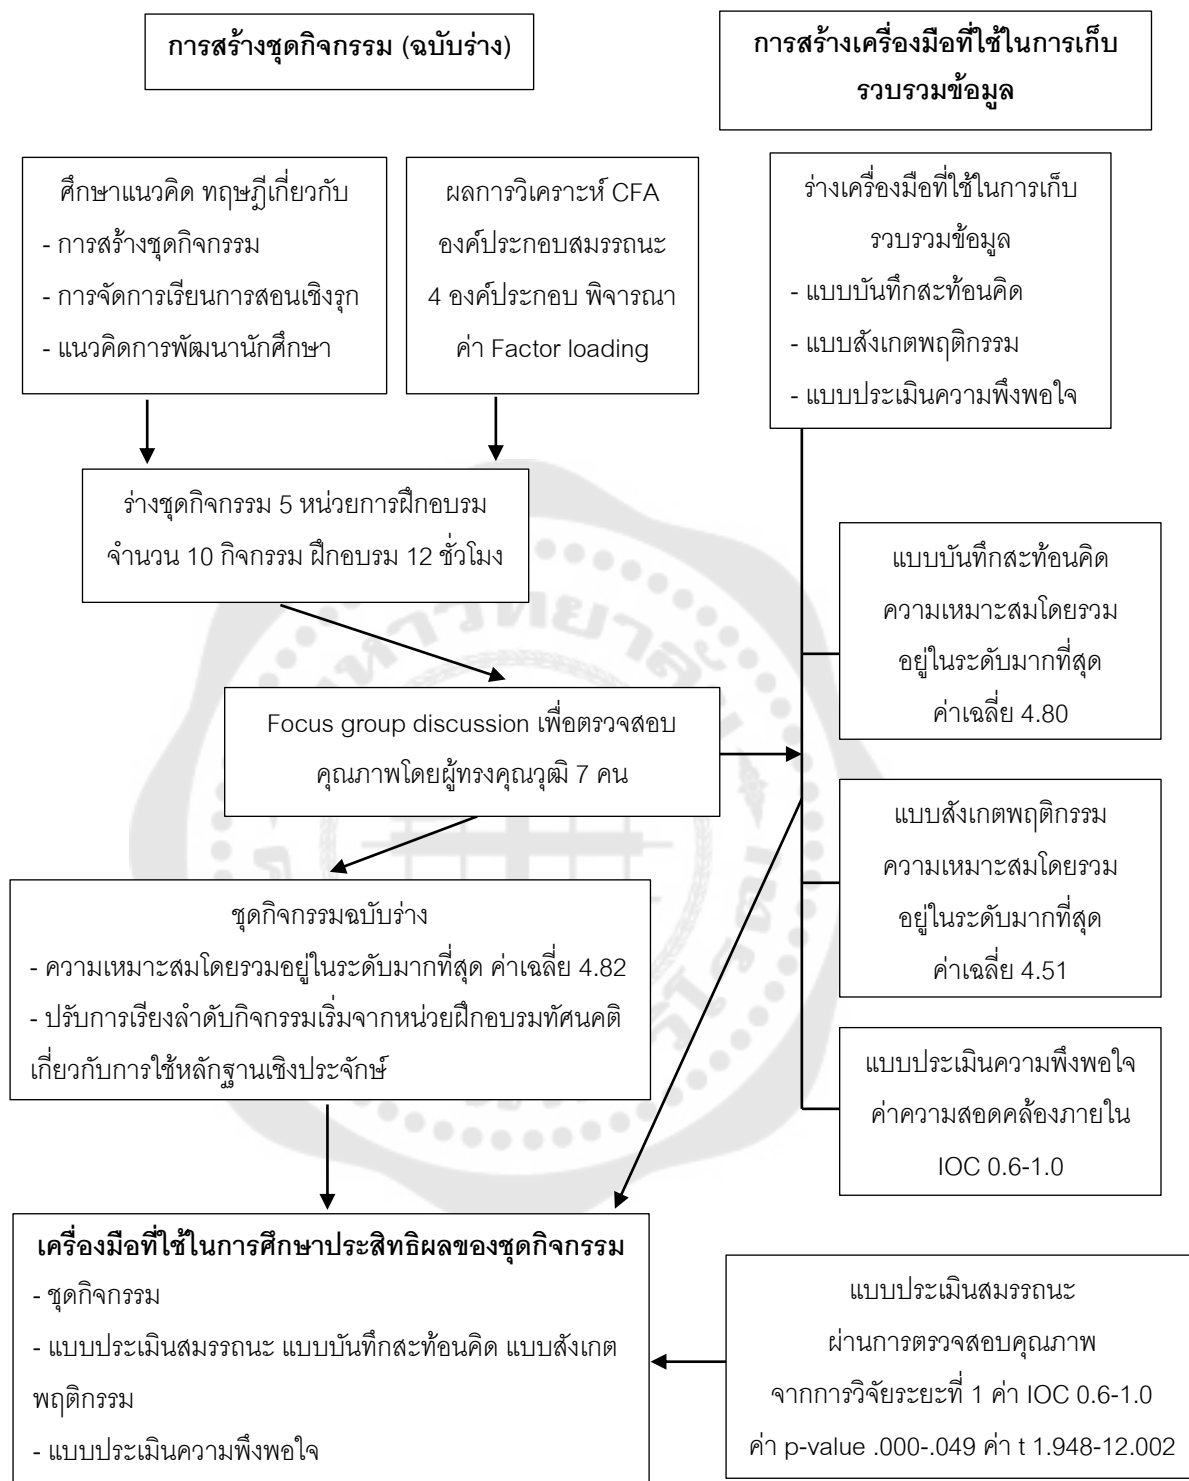 การสร้างชุดกิจกรรม (ฉบับร่าง)
การสร้างเครื่องมือที่ใช้ในการเก็บ
รวบรวมข้อมูล
ศึกษาแนวคิด ทฤษฎีเกี่ยวกับ
- การสร้างชุดกิจกรรม
- การจัดการเรียนการสอนเชิงรุก
- แนวคิดการพัฒนานักศึกษา
ผลการวิเคราะห์ CFA
องค์ประกอบสมรรถนะ
4 องค์ประกอบ พิจารณา
ค่า Factor loading
ร่างเครื่องมือที่ใช้ในการเก็บ
รวบรวมข้อมูล
- แบบบันทึกสะท้อนคิด
- แบบสังเกตพฤติกรรม
- แบบประเมินความพึงพอใจ
ร่างชุดกิจกรรม 5 หน่วยการฝึกอบรม
จำนวน 10 กิจกรรม ฝึกอบรม 12 ชั่วโมง
แบบบันทึกสะท้อนคิด
ความเหมาะสมโดยรวม
อยู่ในระดับมากที่สุด
ค่าเฉลี่ย 4.80
Focus group discussion เพื่อตรวจสอบ
คุณภาพโดยผู้ทรงคุณวุฒิ 7 คน
แบบสังเกตพฤติกรรม
ความเหมาะสมโดยรวม
อยู่ในระดับมากที่สุด
ค่าเฉลี่ย 4.51
ชุดกิจกรรมฉบับร่าง
- ความเหมาะสมโดยรวมอยู่ในระดับมากที่สุด ค่าเฉลี่ย 4.82
- ปรับการเรียงลำดับกิจกรรมเริ่มจากหน่วยฝึกอบรมทัศนคติ
เกี่ยวกับการใช้หลักฐานเชิงประจักษ์
แบบประเมินความพึงพอใจ
ค่าความสอดคล้องภายใน
IOC 0.6-1.0
เครื่องมือที่ใช้ในการศึกษาประสิทธิผลของชุดกิจกรรม
- ชุดกิจกรรม
- แบบประเมินสมรรถนะ แบบบันทึกสะท้อนคิด แบบสังเกต
พฤติกรรม
- แบบประเมินความพึงพอใจ
แบบประเมินสมรรถนะ
ผ่านการตรวจสอบคุณภาพ
จากการวิจัยระยะที่ 1 ค่า IOC 0.6-1.0
ค่า p-value .000-.049 ค่า t 1.948-12.002